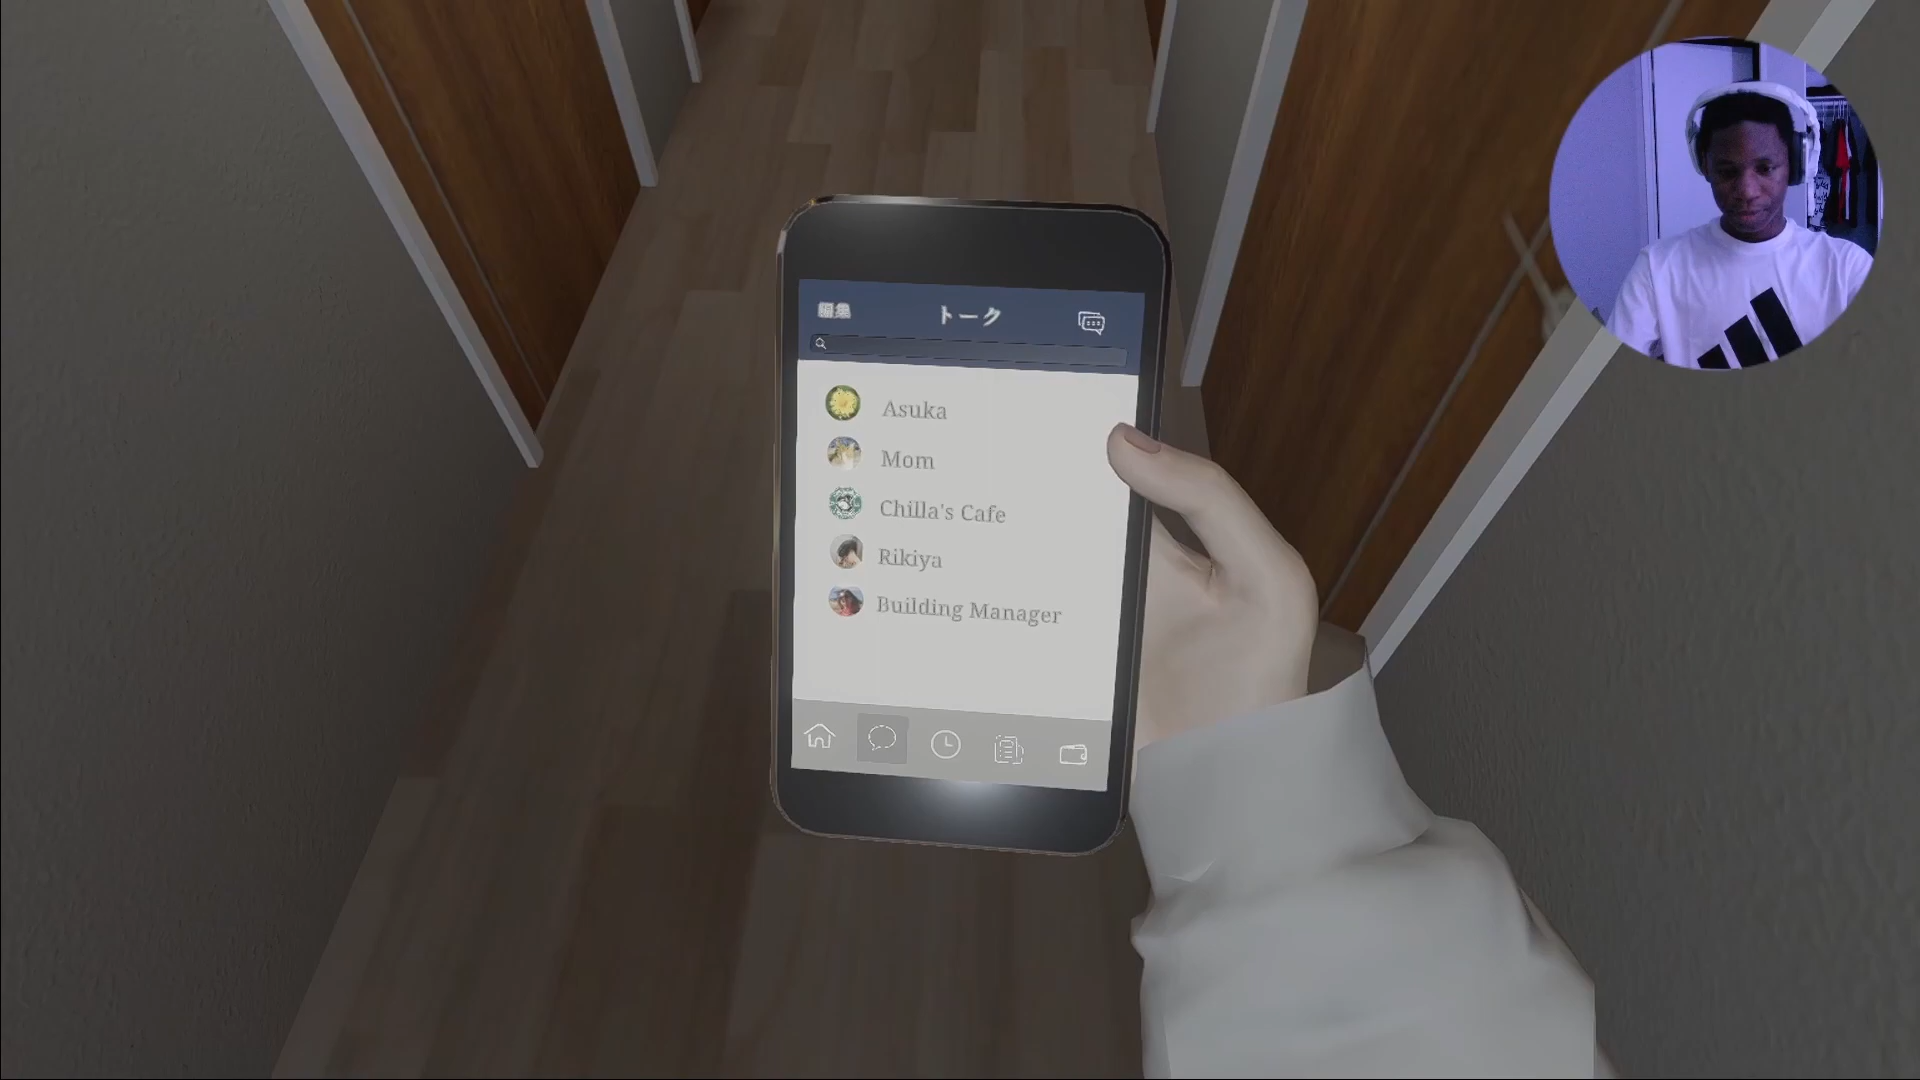 編集
トーク
Asuka
Mom
Chilla's Cafe
Rikiya
Building Manager